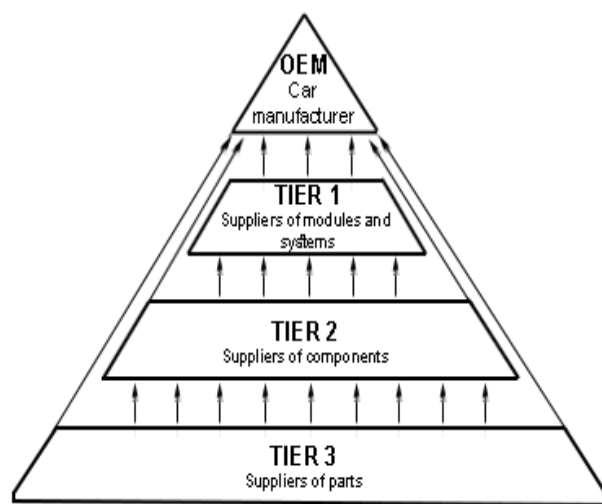 OEM
Car
manufacturer
TIER 1
Suppliers of modules and
systems
TIER 2
Suppliers of components
TIER 3
Suppliers of parts